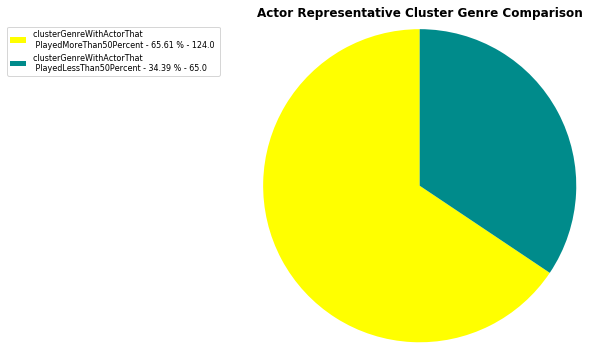 Actor Representative Cluster Genre Comparison
clusterGenreWithActorThat
PlayedMoreThan50Percent - 65.61 % - 124.0
clusterGenreWithActorThat
PlayedLessThan50Percent - 34.39 % - 65.0